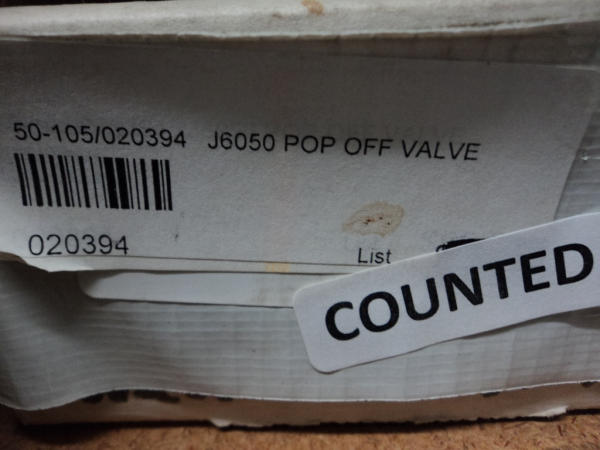 50-105/020394 J6050 POP OFF VALVE
020394
List
COUNTED